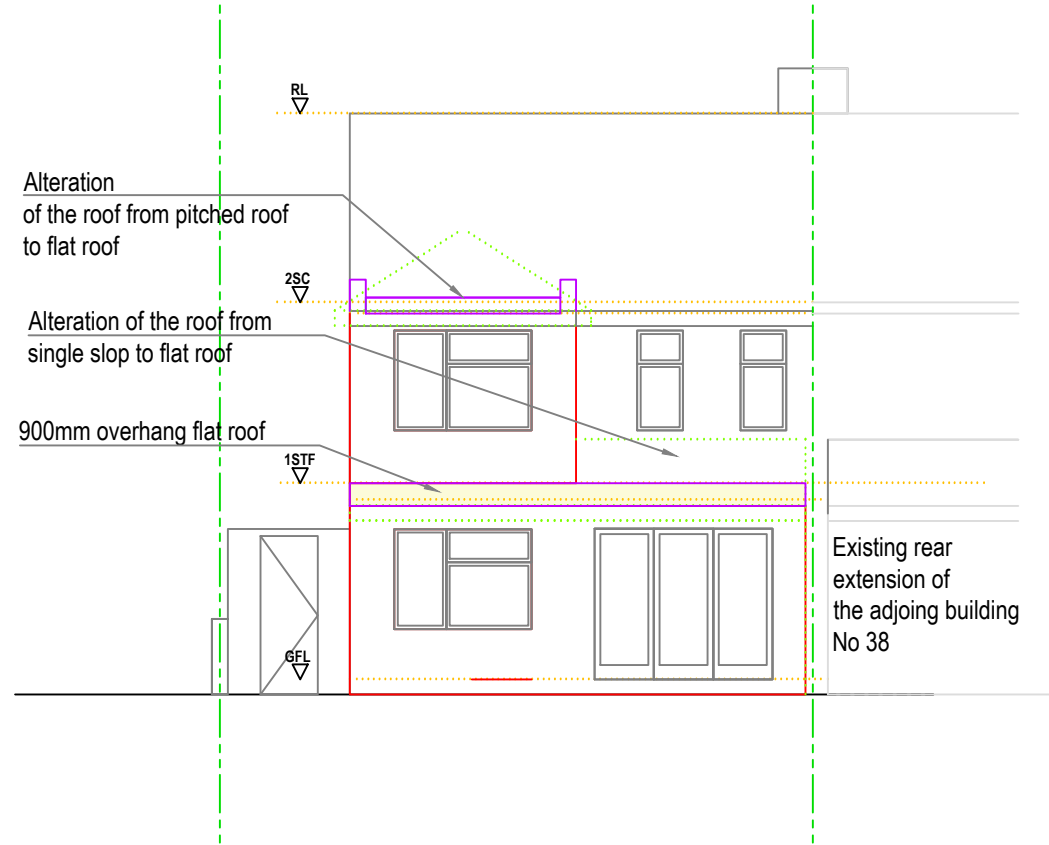 RL
Alteration
of the roof from pitched roof
to flat roof
2SC
Alteration of the roof from
single slop to flat roof
900mm overhang flat roof
1STF
Existing rear
extension of
the adjoing building
No 38
GFL